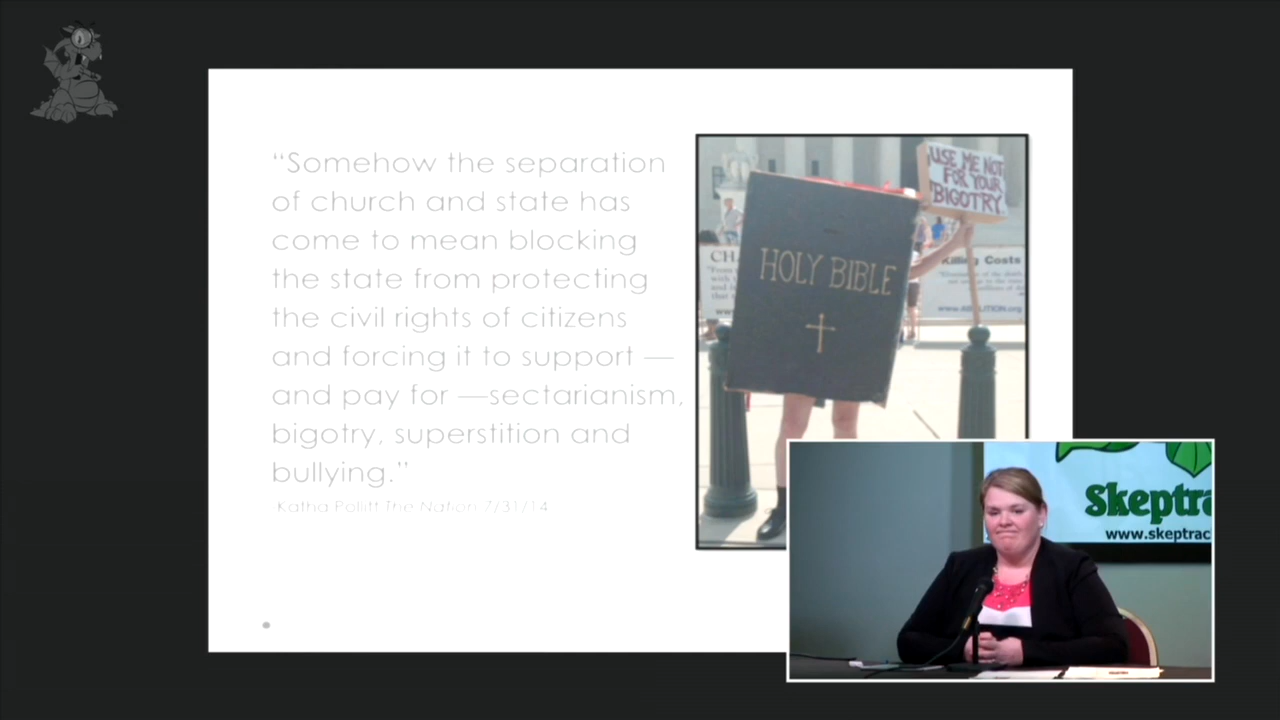 “Somehow the separation
of church and state has
come to mean blocking
the state from protecting
the civil rights of citizens
and forcing it to support —
and pay for —sectarianism,
bigotry, superstition and
bullying.”
Katha Pollitt The Nation 7/31/14
USE ME NOT
FOR YOUR
BIGOTRY
HOLY BIBLE
Killing Costs
Skeptra
www.skeptrac